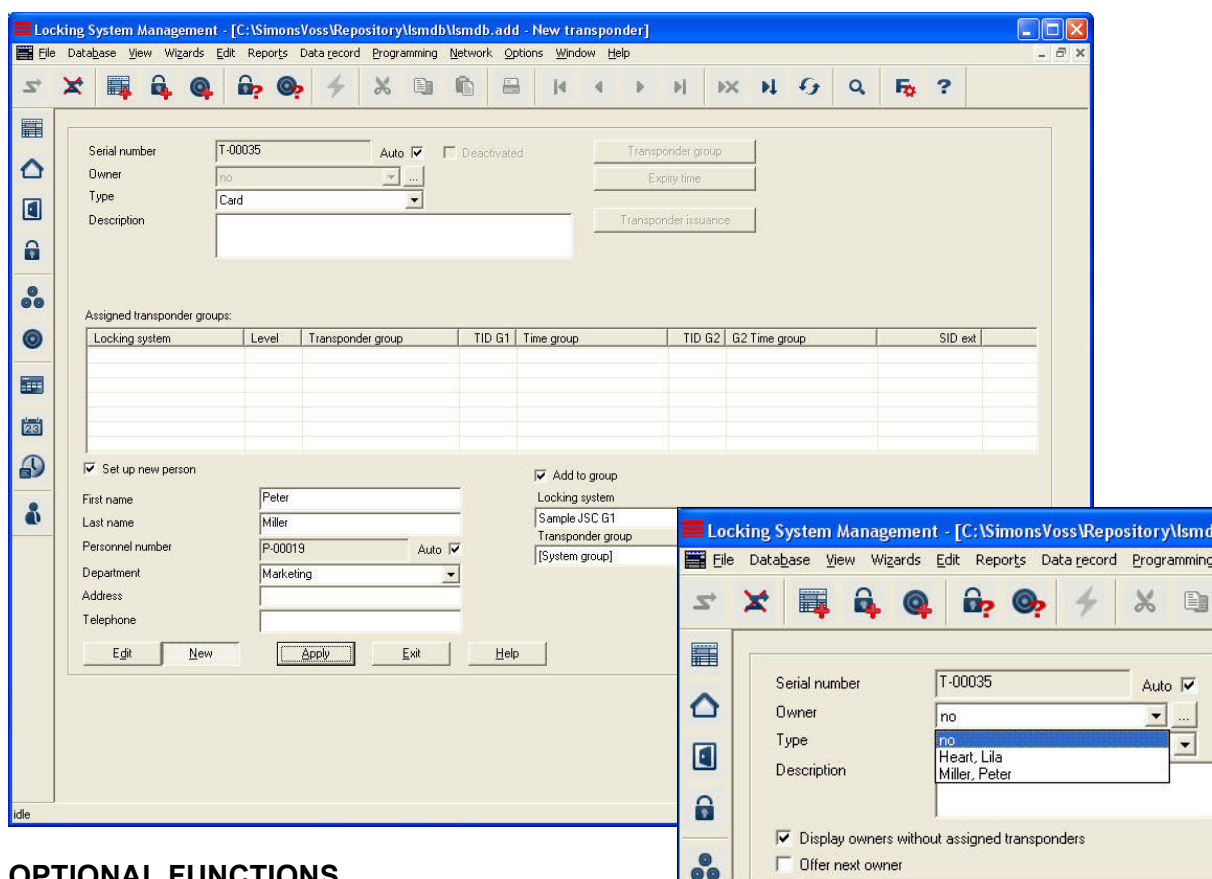 Locking System Management - [C:\SimonsVoss\Repository\lsmdb\lsmdb.add - New transponder]
File Database View Wizards Edit Reports Data record Programming Network Options Window Help
Serial number T-00035 Auto Deactivated Transponder group
Owner no ... Expiry time
Type Card
Description Transponder issuance
Assigned transponder groups:
Locking system Level Transponder group TID G1 Time group TID G2 G2 Time group SID ext
23
Set up new person Add to group
First name Peter Locking system
Last name Miller Sample JSC G1
Transponder group
Personnel number P-00019 Auto [System group]
Department Marketing
Address
Telephone
Edit New Apply Exit Help
idle
Locking System Management - [C:\SimonsVoss\Repository\lsmd
File Database View Wizards Edit Reports Data record Programming
Serial number T-00035 Auto
Owner no ...
Type no
Heart, Lila
Description Miller, Peter
Display owners without assigned transponders
Offer next owner
OPTIONAL FUNCTIONS